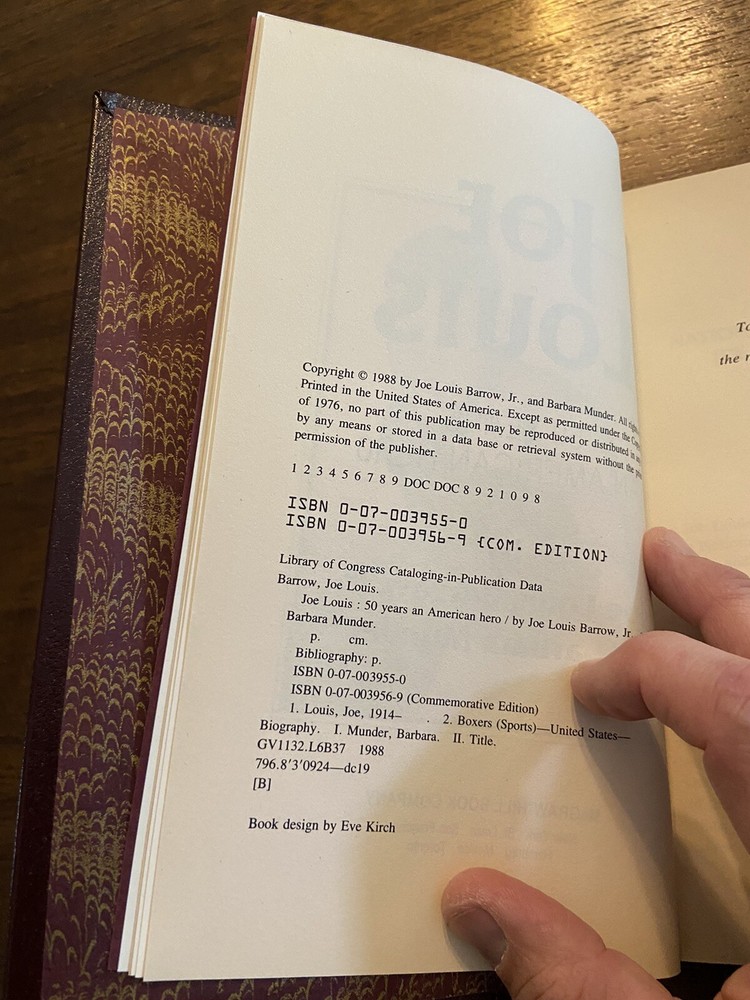 Copyright © 1988 by Joe Louis Barrow, Jr., and Barbara Munder. All
Printed in the United States of America. Except as permitted under the
of 1976, no part of this publication may be reproduced or distributed in
by any means or stored in a data base or retrieval system without the
permission of the publisher.
1 2 3 4 5 6 7 8 9 DOC DOC 8 9 2 1 0 9 8
ISBN 0-07-003955-0
ISBN 0-07-003956-9 {COM. EDITION}
Library of Congress Cataloging-in-Publication Data
Barrow, Joe Louis.
Joe Louis : 50 years an American hero / by Joe Louis Barrow, Jr.
Barbara Munder.
p. cm.
Bibliography: p.
ISBN 0-07-003955-0
ISBN 0-07-003956-9 (Commemorative Edition)
1. Louis, Joe, 1914– . 2. Boxers (Sports)—United States—
Biography. I. Munder, Barbara. II. Title.
GV1132.L6B37 1988
796.8'3'0924—dc19
[B]
Book design by Eve Kirch
the